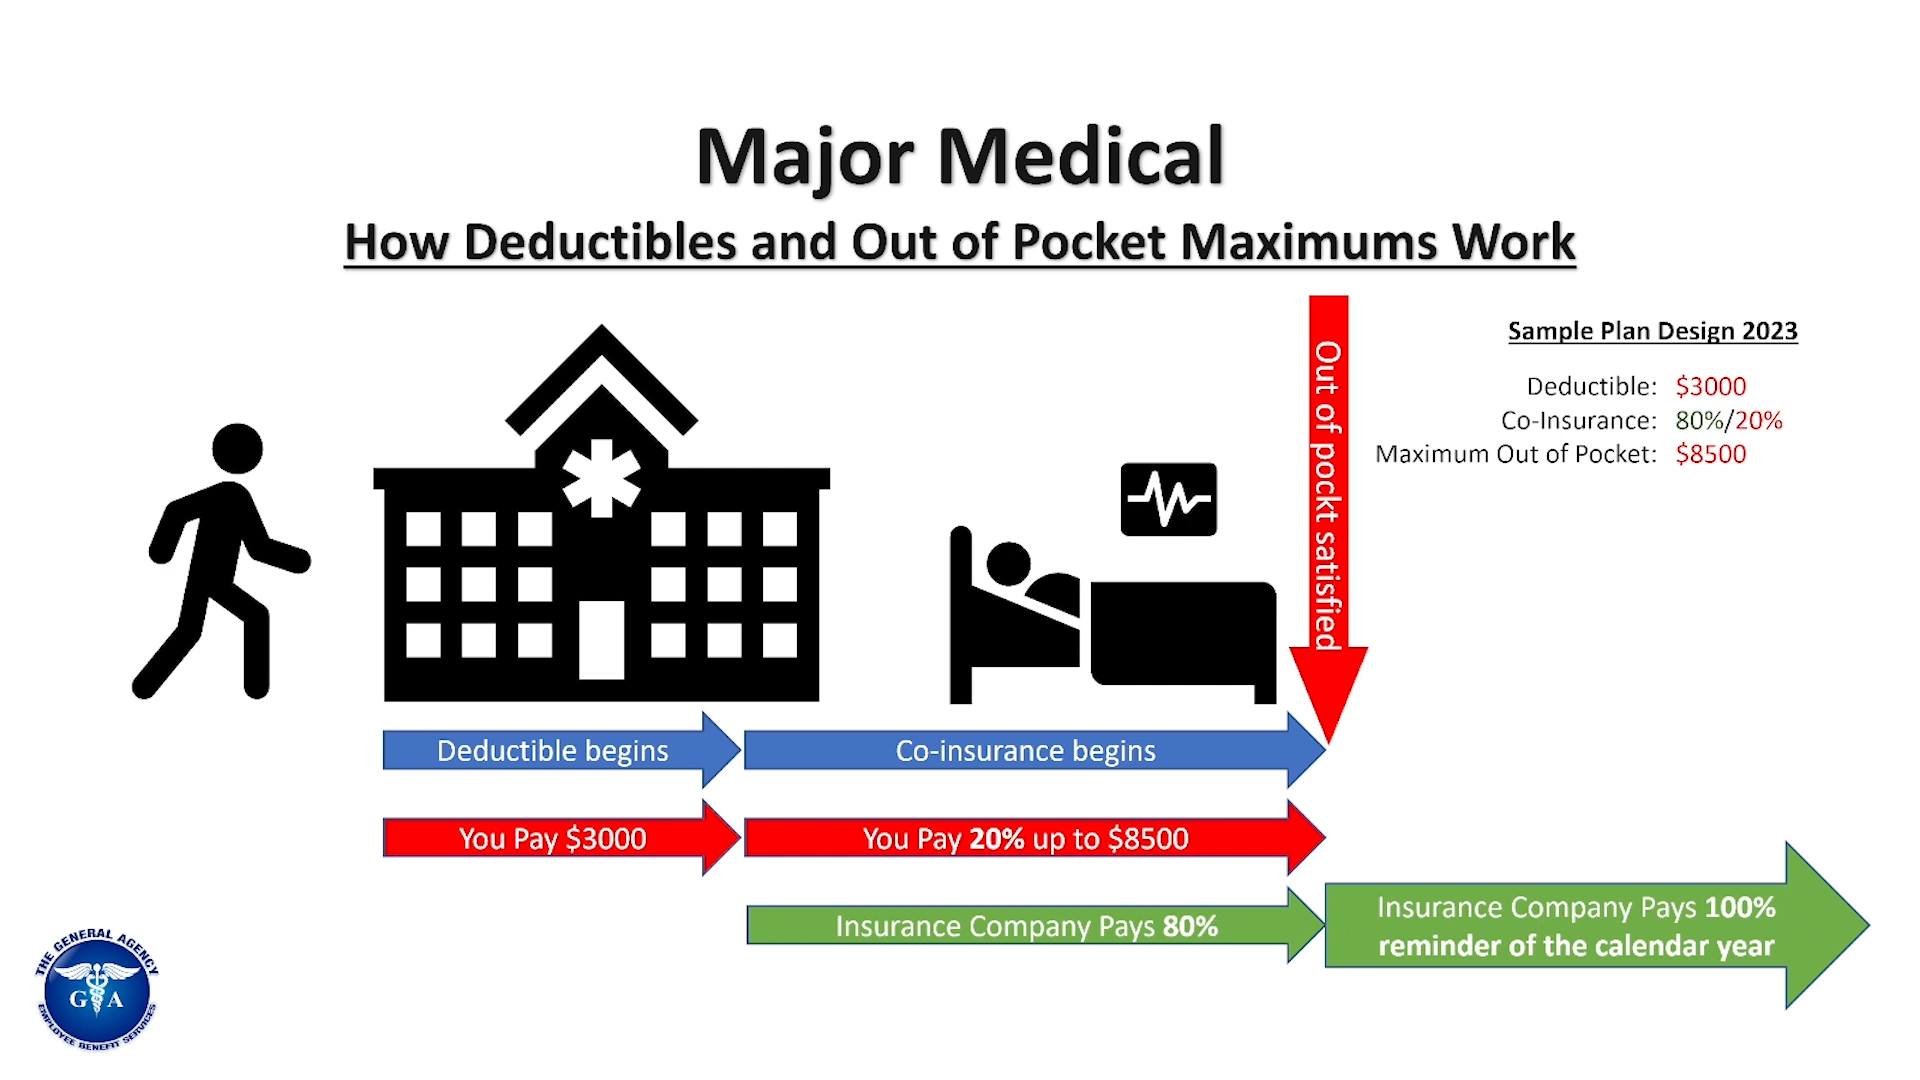 Major Medical
How Deductibles and Out of Pocket Maximums Work
Out of pockt satisfied
Sample Plan Design 2023
Deductible: $3000
Co-Insurance: 80%/20%
Maximum Out of Pocket: $8500
Deductible begins
Co-insurance begins
You Pay $3000
You Pay 20% up to $8500
Insurance Company Pays 80%
Insurance Company Pays 100%
reminder of the calendar year
THE GENERAL AGENCY
G A
EMPLOYEE BENEFIT SERVICES